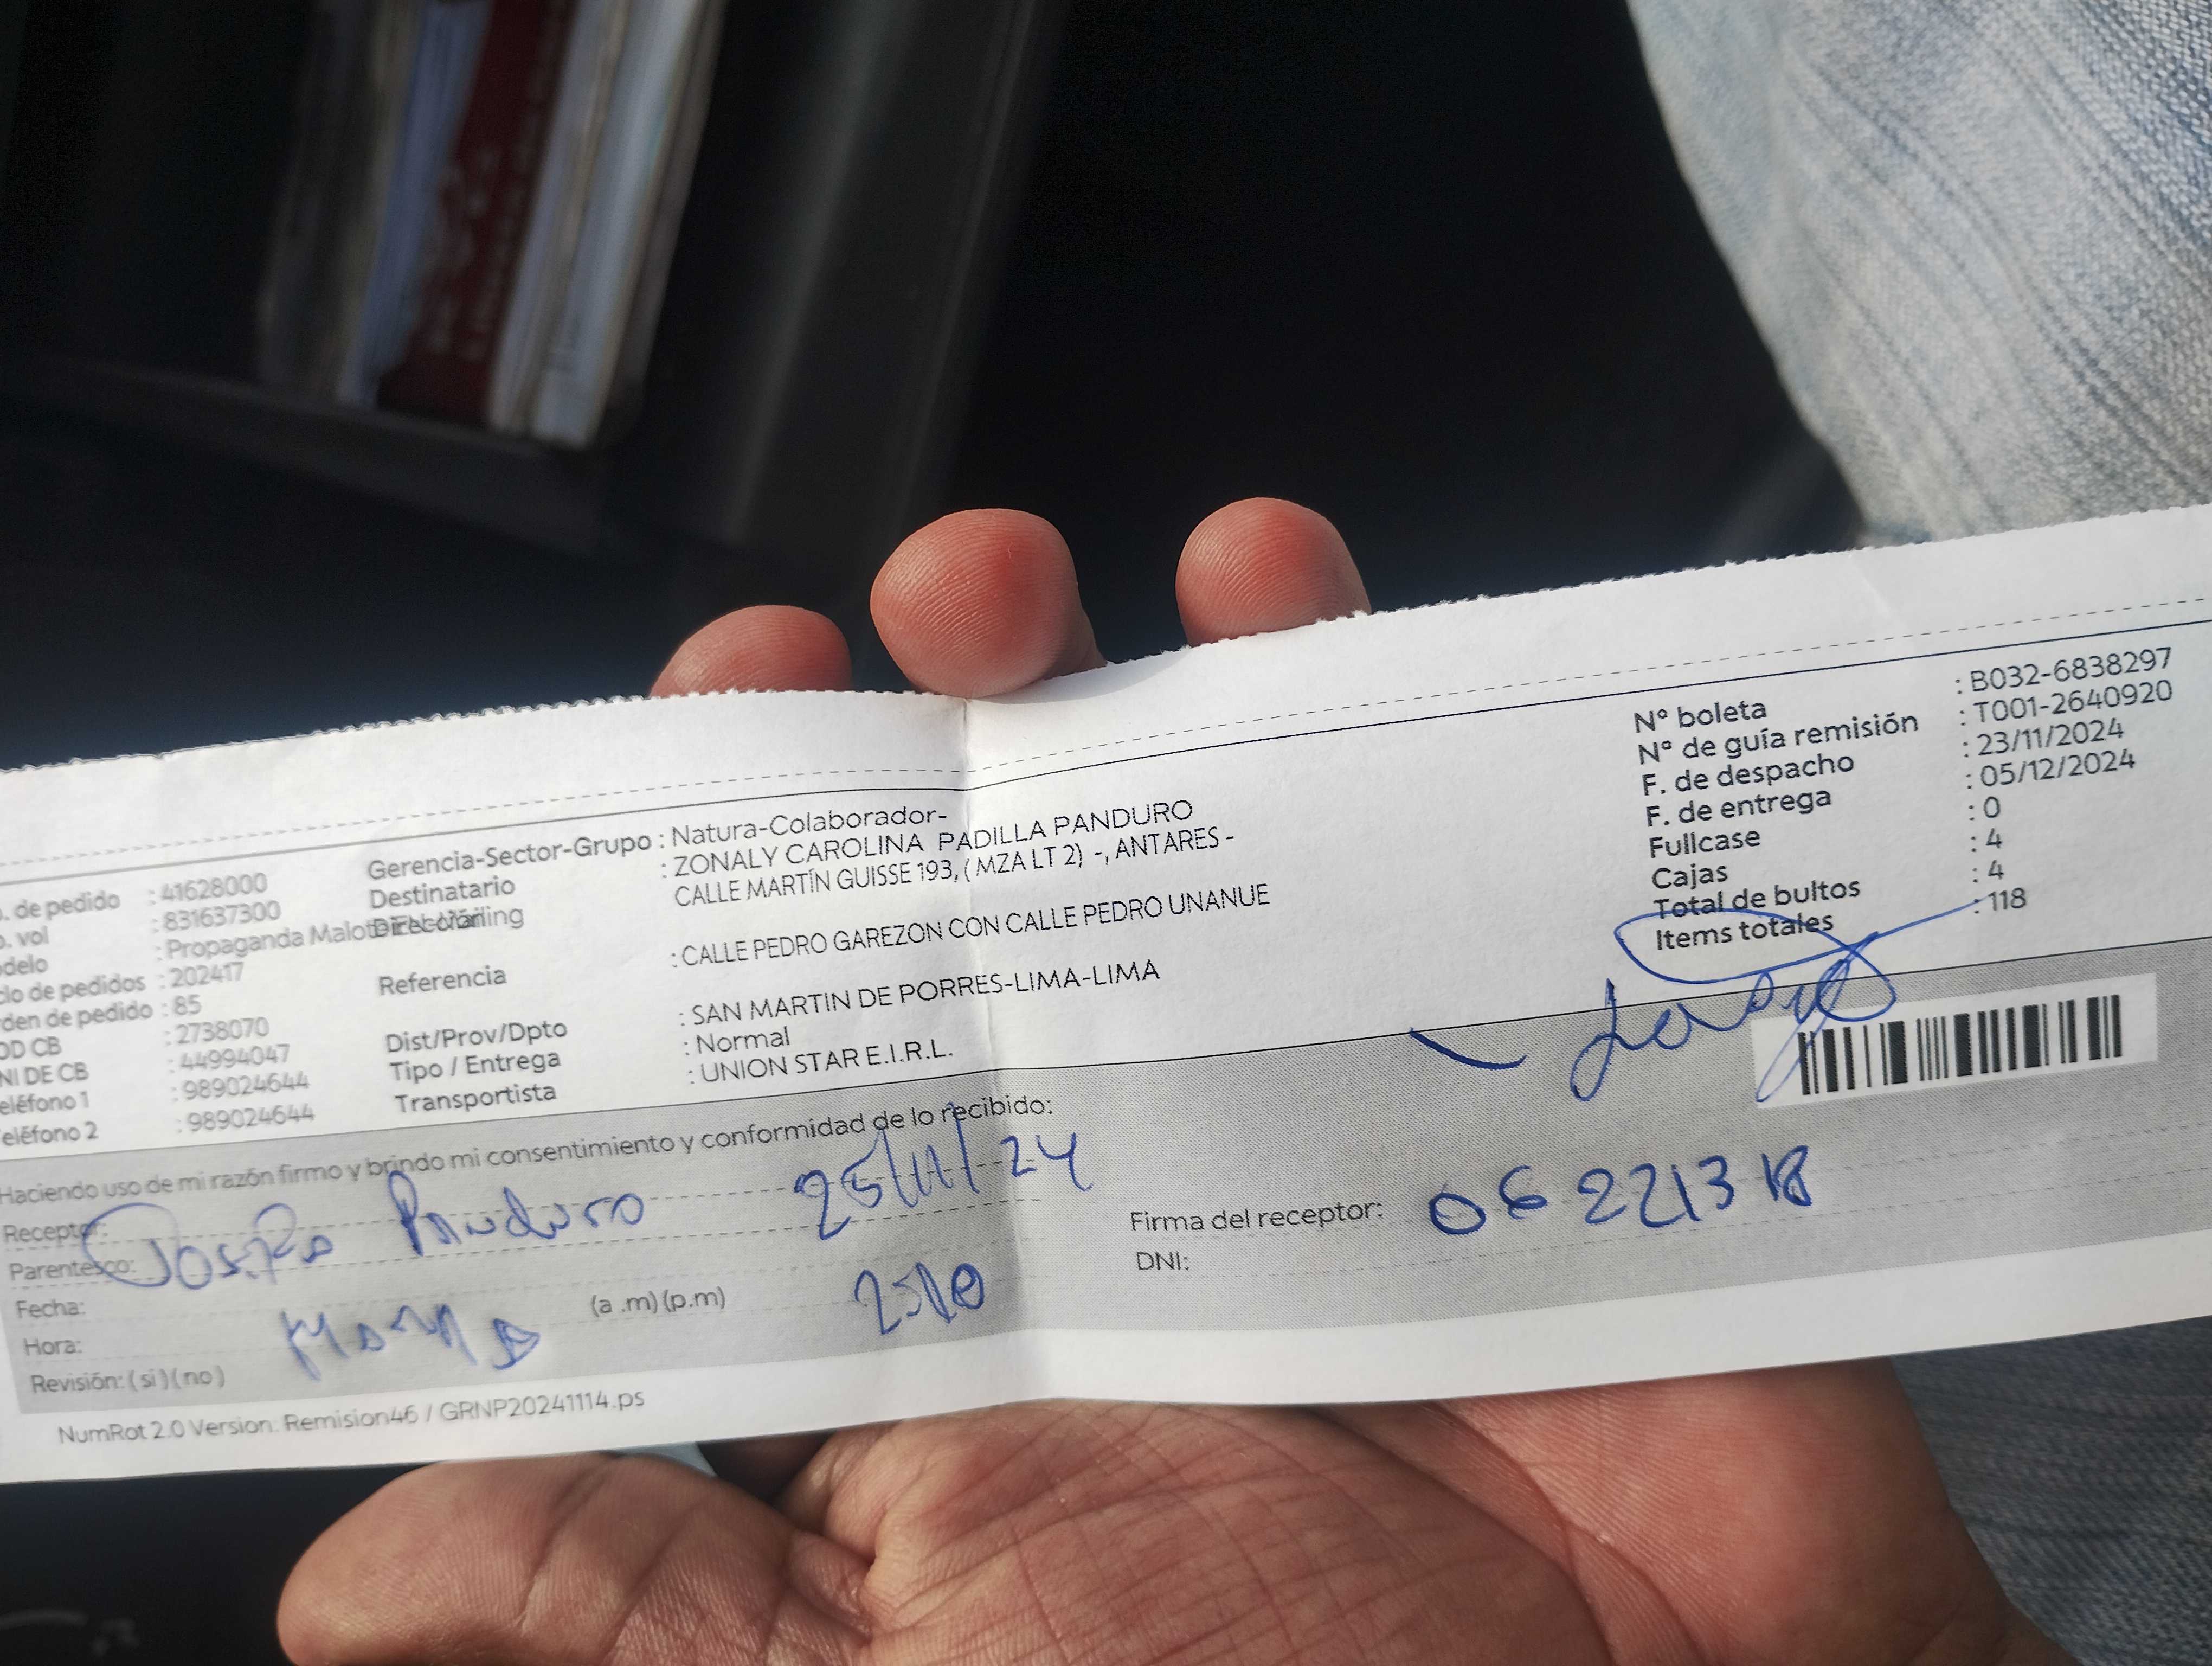 . de pedido : 41628000
. vol : 831637300
delo : Propaganda
lo de pedidos : 202417
den de pedido : 85
OD CB : 2738070
NI DE CB : 44994047
eléfono 1 : 989024644
eléfono 2 : 989024644
Gerencia-Sector-Grupo : Natura-Colaborador-
Destinatario : ZONALY CAROLINA PADILLA PANDURO
Dirección CALLE MARTÍN GUISSE 193, ( MZA LT 2) -, ANTARES -
Referencia : CALLE PEDRO GAREZON CON CALLE PEDRO UNANUE
Dist/Prov/Dpto : SAN MARTIN DE PORRES-LIMA-LIMA
Tipo / Entrega : Normal
Transportista : UNION STAR E.I.R.L.
N° boleta : B032-6838297
N° de guía remisión : T001-2640920
F. de despacho : 23/11/2024
F. de entrega : 05/12/2024
Fullcase : 0
Cajas : 4
Total de bultos : 4
Items totales : 118
Haciendo uso de mi razón firmo y brindo mi consentimiento y conformidad de lo recibido:
Receptor: Panduro 25/11/24
Parentesco:
Fecha:
Hora: (a .m) (p.m)
Revisión: ( si ) ( no )
Firma del receptor: 06221318
DNI:
NumRot 2.0 Version: Remision46 / GRNP20241114.ps